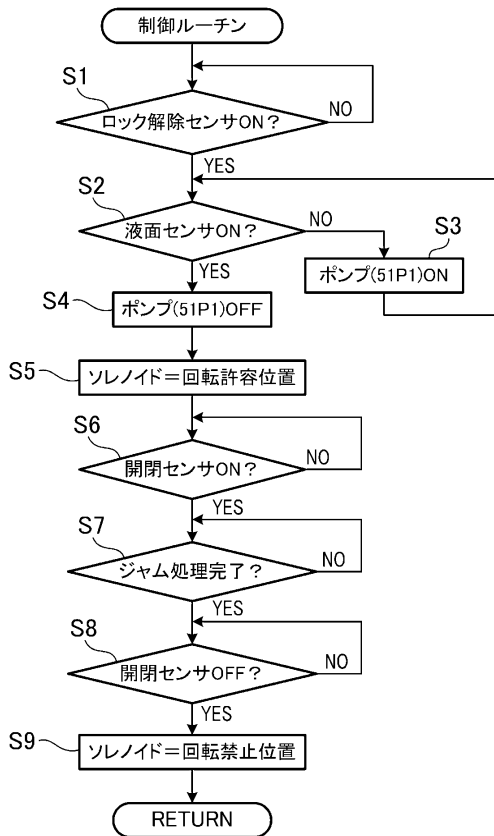 制御ルーチン
S1
ロック解除センサON？
NO
YES
S2
液面センサON？
NO
YES
S3
ポンプ(51P1)ON
S4
ポンプ(51P1)OFF
S5
ソレノイド＝回転許容位置
S6
開閉センサON？
NO
YES
S7
ジャム処理完了？
NO
YES
S8
開閉センサOFF？
NO
YES
S9
ソレノイド＝回転禁止位置
RETURN